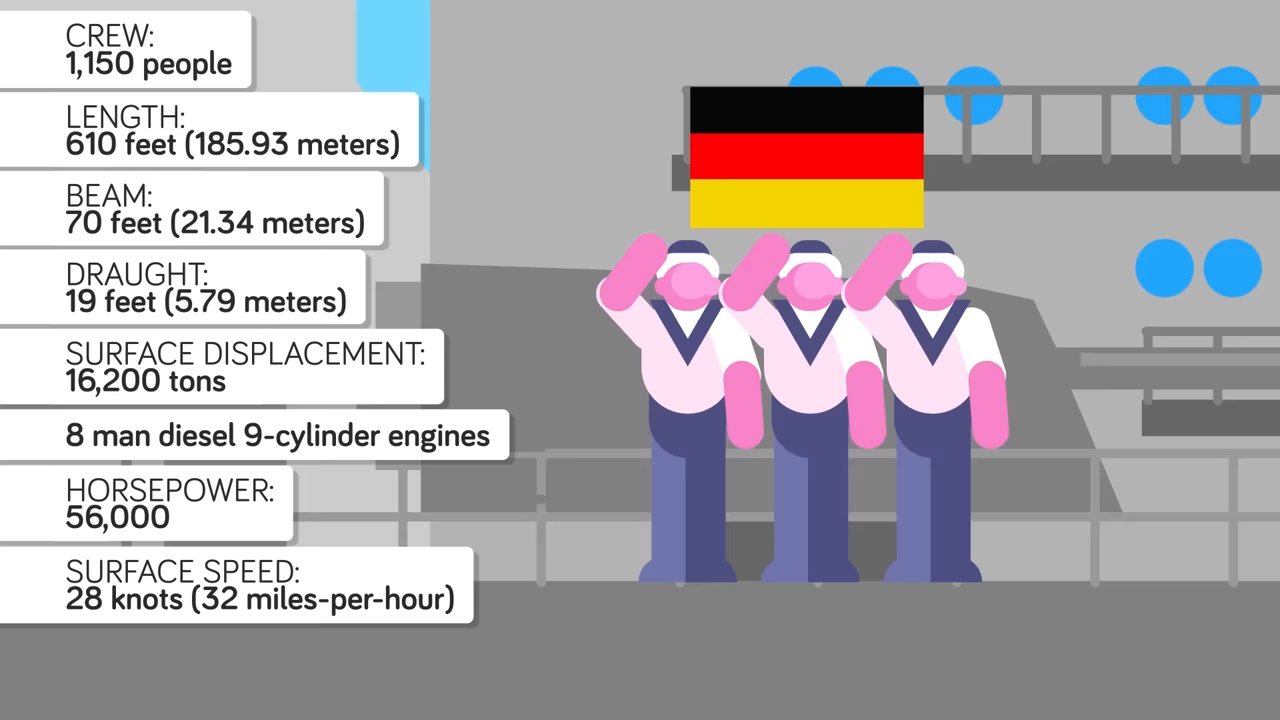 CREW:
1,150 people
LENGTH:
610 feet (185.93 meters)
BEAM:
70 feet (21.34 meters)
DRAUGHT:
19 feet (5.79 meters)
SURFACE DISPLACEMENT:
16,200 tons
8 man diesel 9-cylinder engines
HORSEPOWER:
56,000
SURFACE SPEED:
28 knots (32 miles-per-hour)